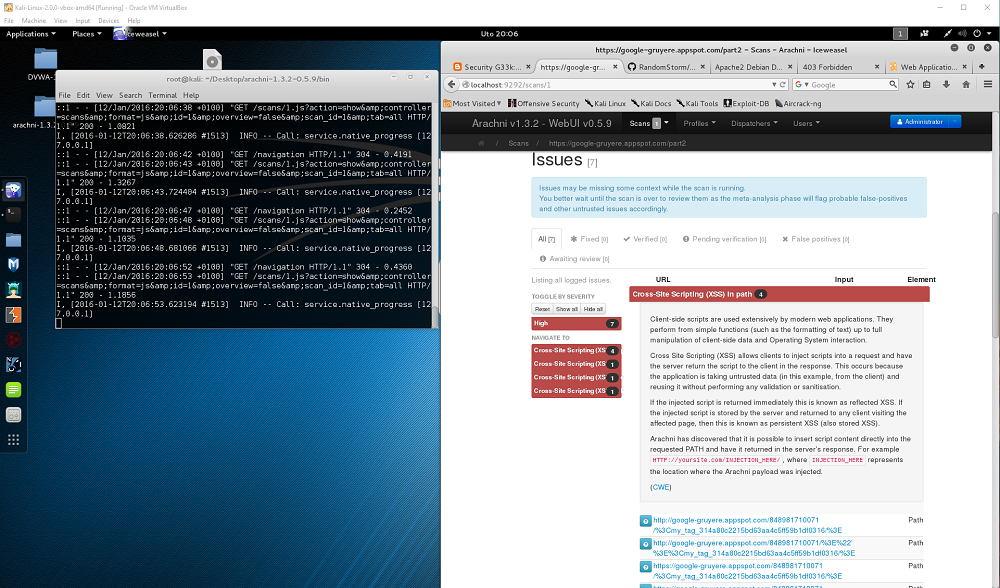 Kali-Linux-2.0.0-vbox-amd64 [Running] - Oracle VM VirtualBox
File Machine View Input Devices Help
Applications Places Iceweasel
Uto 20:06
1
DVWA-
arachni-1.3.2
root@kali: ~/Desktop/arachni-1.3.2-0.5.9/bin
File Edit View Search Terminal Help
::1 - - [12/Jan/2016:20:06:38 +0100] "GET /scans/1.js?action=show&amp;controller
=scans&amp;format=js&amp;id=1&amp;overview=false&amp;scan_id=1&amp;tab=all HTTP/
1.1" 200 - 1.0821
I, [2016-01-12T20:06:38.626286 #1513]  INFO -- Call: service.native_progress [12
7.0.0.1]
::1 - - [12/Jan/2016:20:06:42 +0100] "GET /navigation HTTP/1.1" 304 - 0.4191
::1 - - [12/Jan/2016:20:06:43 +0100] "GET /scans/1.js?action=show&amp;controller
=scans&amp;format=js&amp;id=1&amp;overview=false&amp;scan_id=1&amp;tab=all HTTP/
1.1" 200 - 1.3267
I, [2016-01-12T20:06:43.724404 #1513]  INFO -- Call: service.native_progress [12
7.0.0.1]
::1 - - [12/Jan/2016:20:06:47 +0100] "GET /navigation HTTP/1.1" 304 - 0.2452
::1 - - [12/Jan/2016:20:06:48 +0100] "GET /scans/1.js?action=show&amp;controller
=scans&amp;format=js&amp;id=1&amp;overview=false&amp;scan_id=1&amp;tab=all HTTP/
1.1" 200 - 1.1035
I, [2016-01-12T20:06:48.681066 #1513]  INFO -- Call: service.native_progress [12
7.0.0.1]
::1 - - [12/Jan/2016:20:06:52 +0100] "GET /navigation HTTP/1.1" 304 - 0.4360
::1 - - [12/Jan/2016:20:06:53 +0100] "GET /scans/1.js?action=show&amp;controller
=scans&amp;format=js&amp;id=1&amp;overview=false&amp;scan_id=1&amp;tab=all HTTP/
1.1" 200 - 1.1856
I, [2016-01-12T20:06:53.623194 #1513]  INFO -- Call: service.native_progress [12
7.0.0.1]
https://google-gruyere.appspot.com/part2 - Scans - Arachni - Iceweasel
Security G33k:... https://google-gr... RandomStorm/... Apache2 Debian D... 403 Forbidden Web Application...
localhost:9292/scans/1
Google
Most Visited Offensive Security Kali Linux Kali Docs Kali Tools Exploit-DB Aircrack-ng
Arachni v1.3.2 - WebUI v0.5.9 Scans 1 Profiles Dispatchers Users Administrator
/ Scans / https://google-gruyere.appspot.com/part2
Issues [7]
Issues may be missing some context while the scan is running.
You better wait until the scan is over to review them as the meta-analysis phase will flag probable false-positives
and other untrusted issues accordingly.
All [7] Fixed [0] Verified [0] Pending verification [0] False positives [0]
Awaiting review [0]
Listing all logged issues.
TOGGLE BY SEVERITY
Reset Show all Hide all
High 7
NAVIGATE TO
Cross-Site Scripting (XSS 4
Cross-Site Scripting (XSS 1
Cross-Site Scripting (XSS 1
Cross-Site Scripting (XSS 1
URL Input Element
Cross-Site Scripting (XSS) in path 4
Client-side scripts are used extensively by modern web applications. They
perform from simple functions (such as the formatting of text) up to full
manipulation of client-side data and Operating System interaction.
Cross Site Scripting (XSS) allows clients to inject scripts into a request and have
the server return the script to the client in the response. This occurs because
the application is taking untrusted data (in this example, from the client) and
reusing it without performing any validation or sanitisation.
If the injected script is returned immediately this is known as reflected XSS. If
the injected script is stored by the server and returned to any client visiting the
affected page, then this is known as persistent XSS (also stored XSS).
Arachni has discovered that it is possible to insert script content directly into the
requested PATH and have it returned in the server's response. For example
HTTP://yoursite.com/INJECTION_HERE/, where INJECTION_HERE represents
the location where the Arachni payload was injected.
(CWE)
http://google-gruyere.appspot.com/848981710071 Path
/%3Cmy_tag_314a80c2215bd63aa4c5ff59b1df0316/%3E
http://google-gruyere.appspot.com/848981710071/%3E%22' Path
%3E%3Cmy_tag_314a80c2215bd63aa4c5ff59b1df0316/%3E
https://google-gruyere.appspot.com/848981710071 Path
/%3Cmy_tag_314a80c2215bd63aa4c5ff59b1df0316/%3E